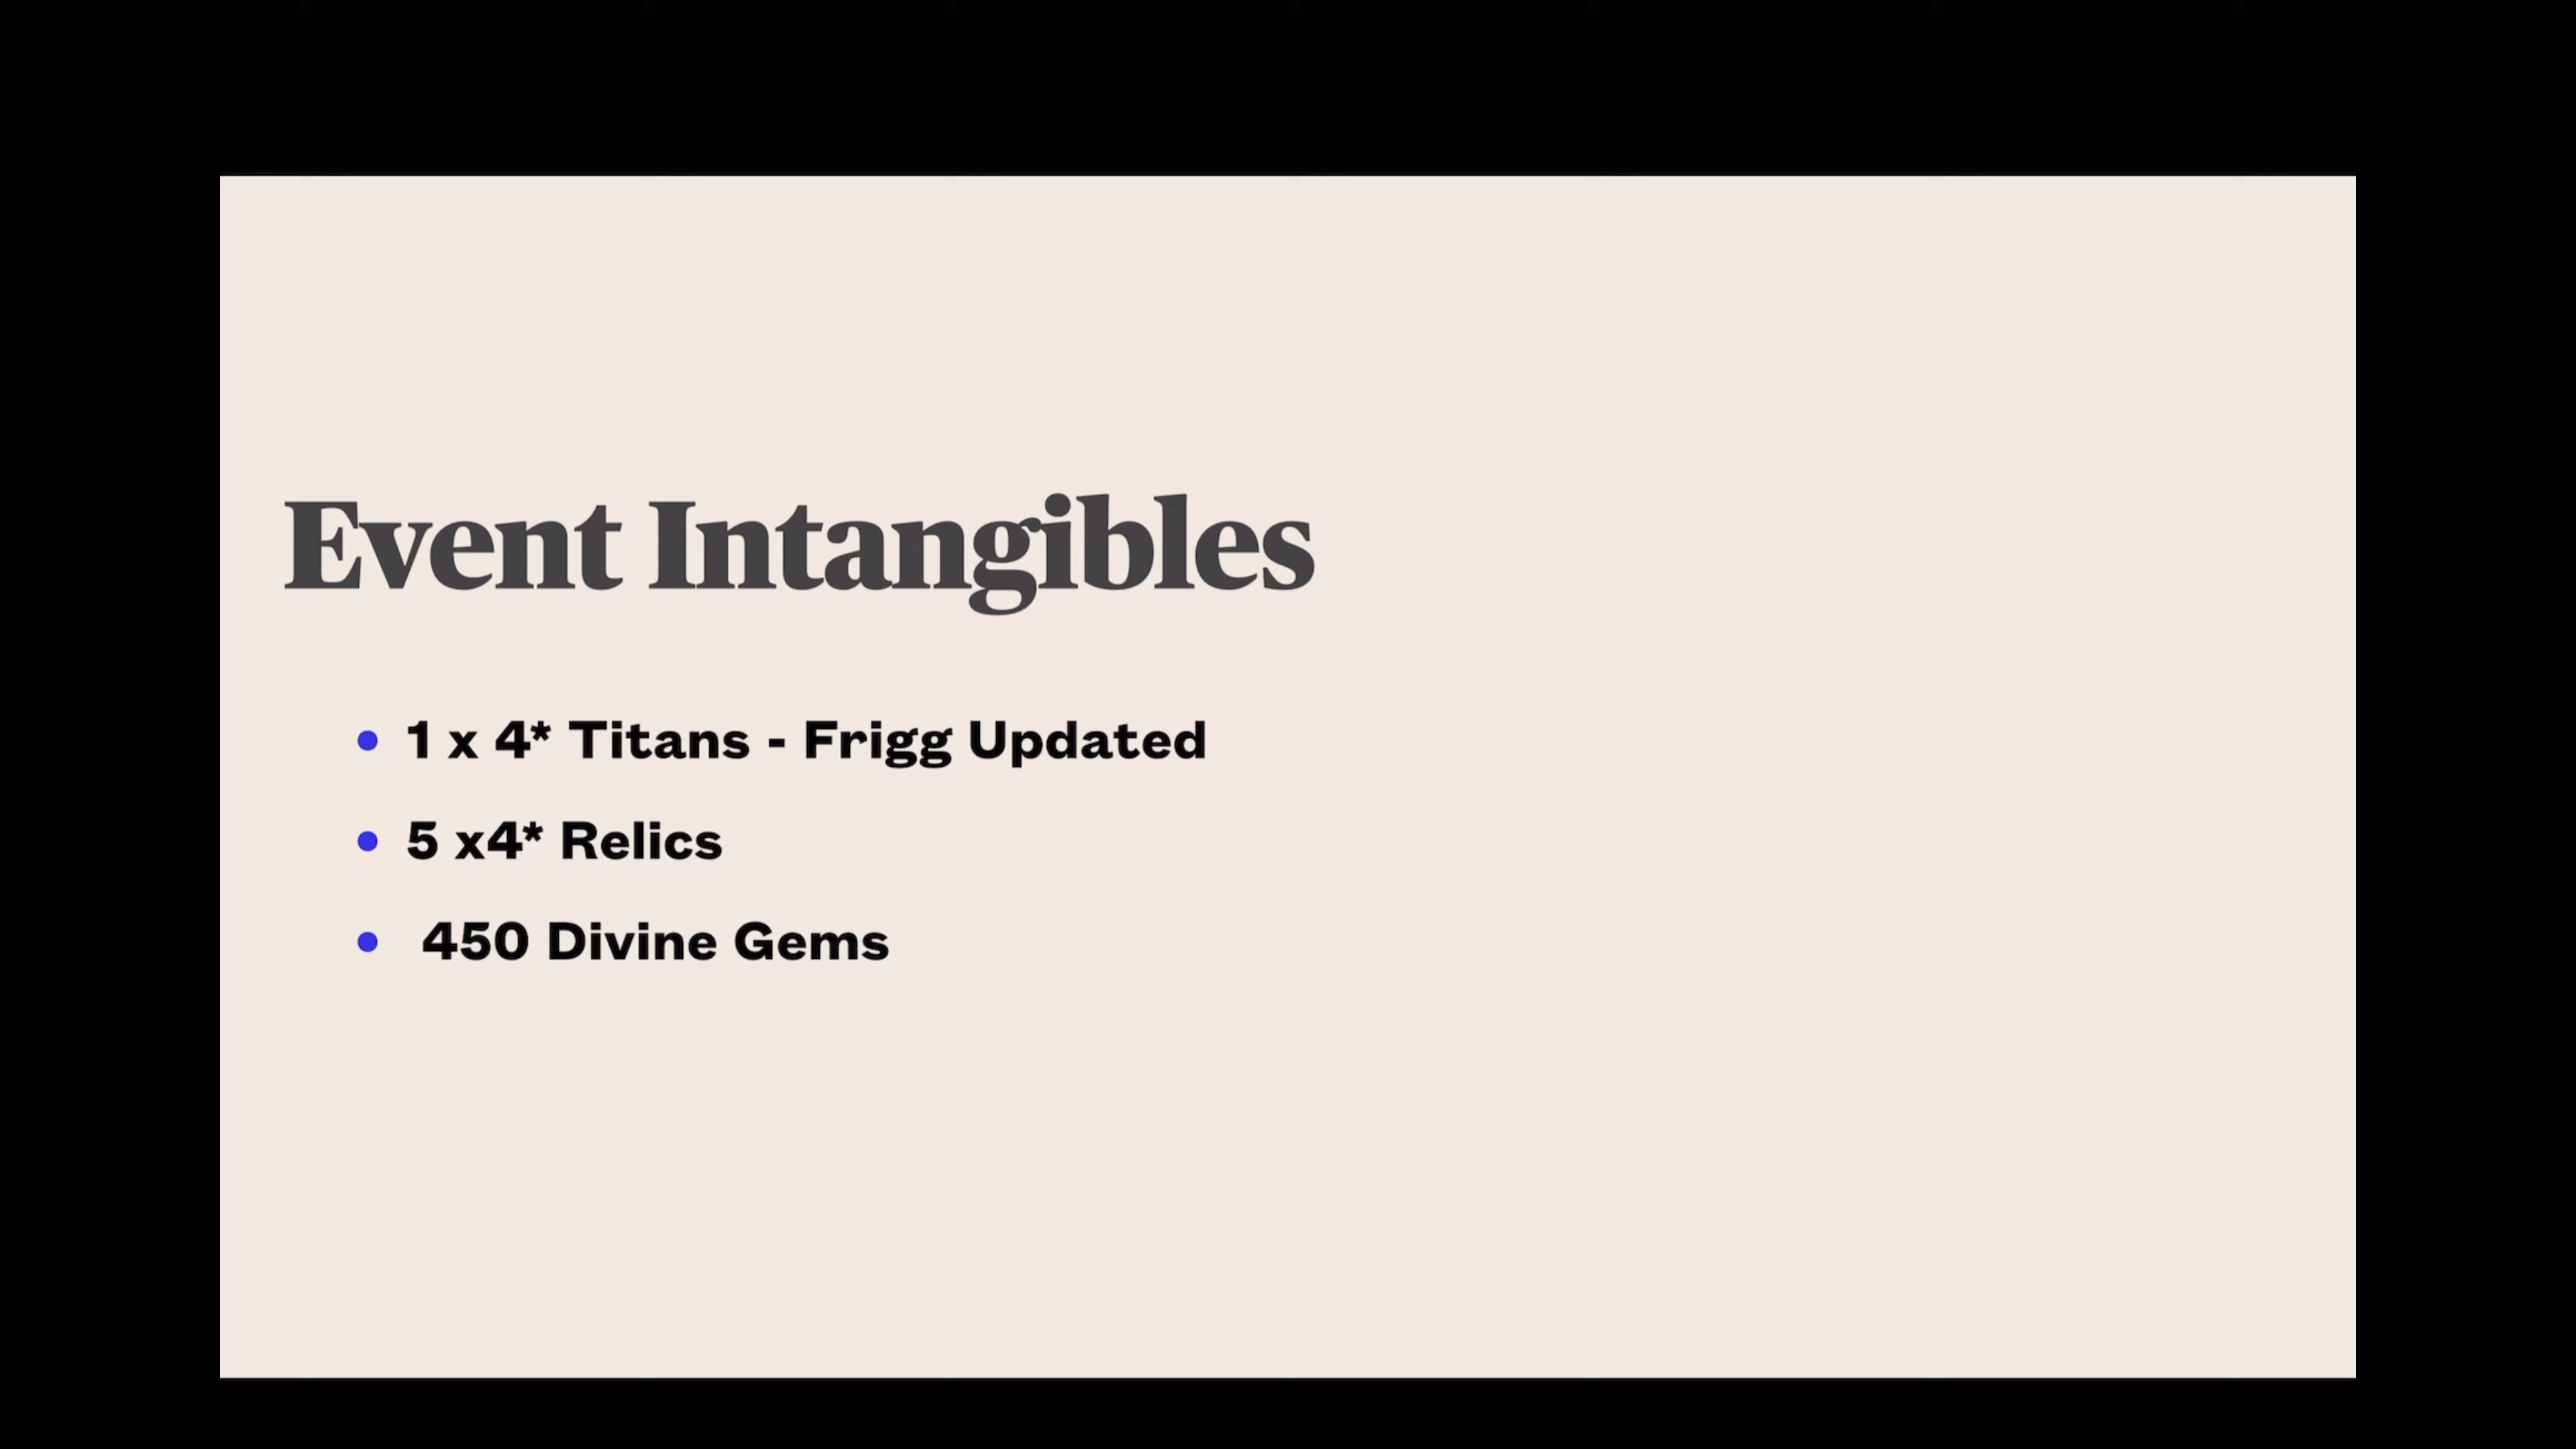 Event Intangibles
• 1 x 4* Titans - Frigg Updated
• 5 x4* Relics
• 450 Divine Gems